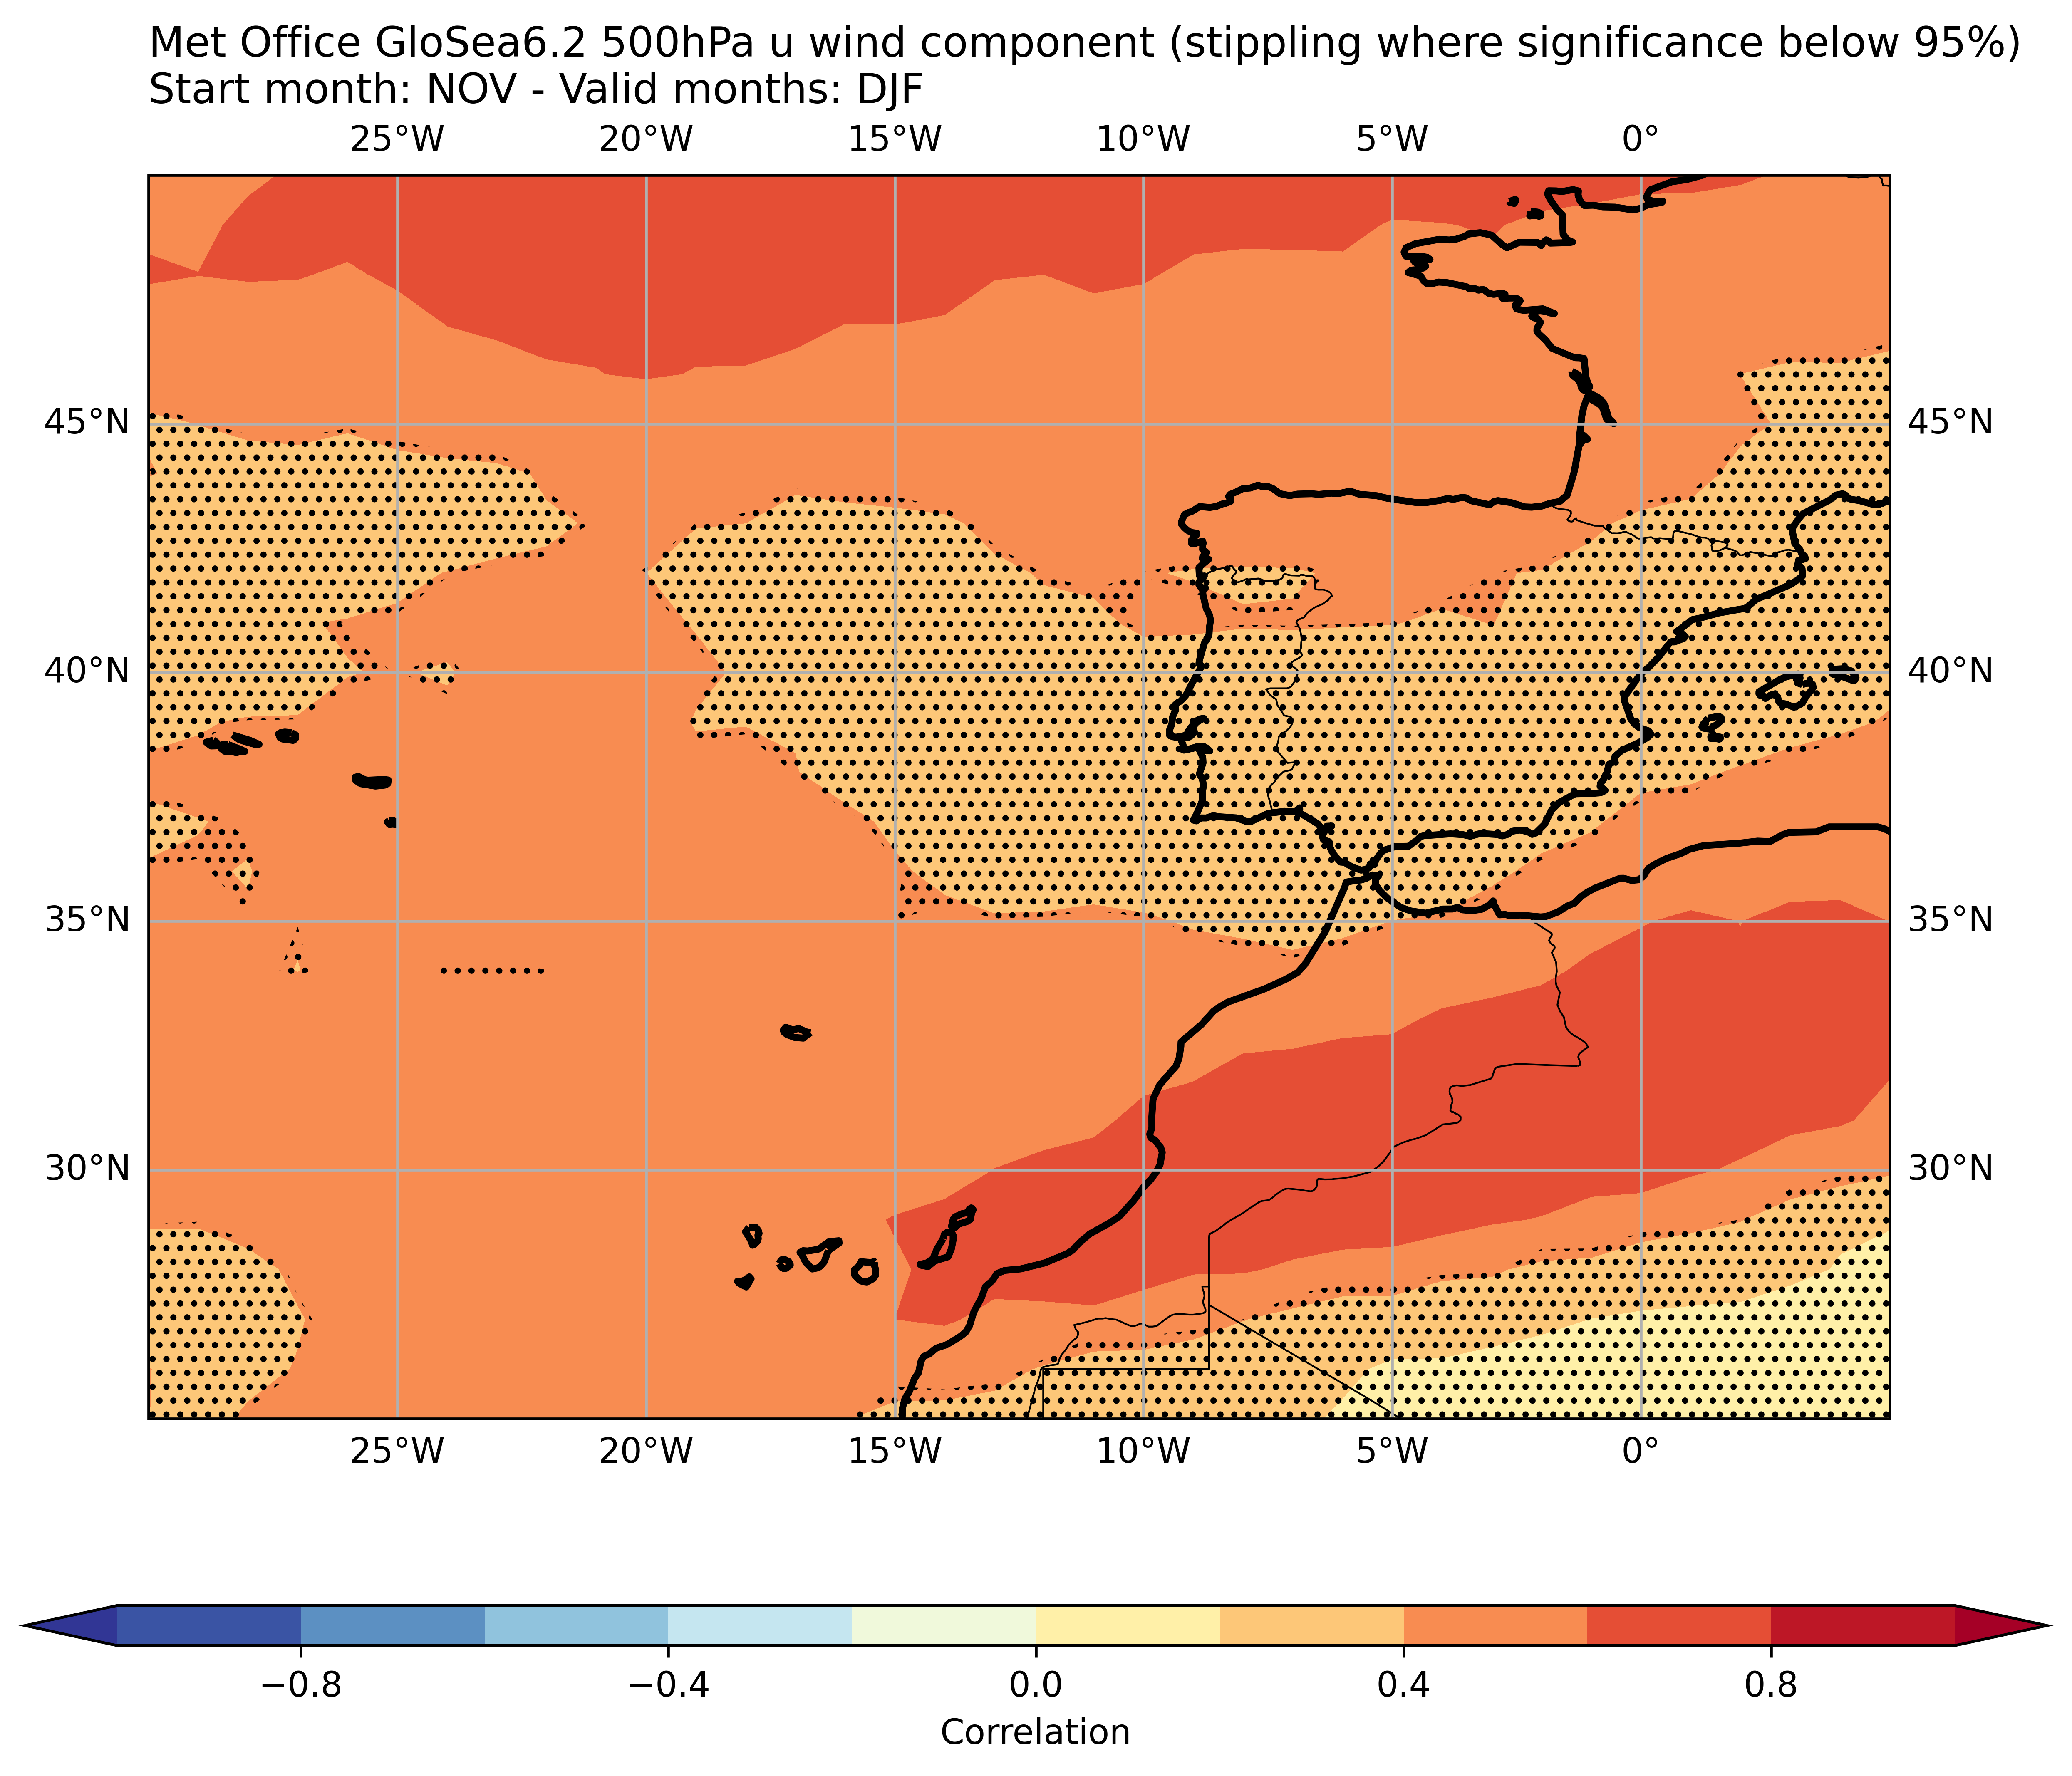 Met Office GloSea6.2 500hPa u wind component (stippling where significance below 95%)
Start month: NOV - Valid months: DJF
25°W 20°W 15°W 10°W 5°W 0°
45°N 45°N
40°N 40°N
35°N 35°N
30°N 30°N
25°W 20°W 15°W 10°W 5°W 0°
−0.8 −0.4 0.0 0.4 0.8
Correlation